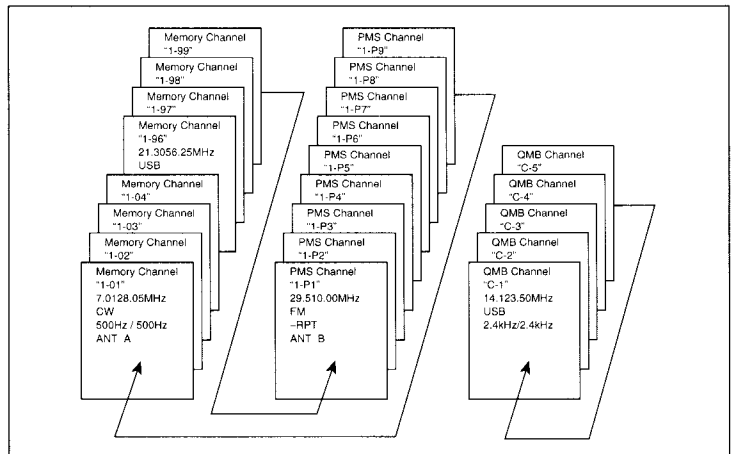 Memory Channel
"1-99"
Memory Channel
"1-98"
Memory Channel
"1-97"
Memory Channel
"1-96"
21.3056.25MHz
USB
Memory Channel
"1-04"
Memory Channel
"1-03"
Memory Channel
"1-02"
Memory Channel
"1-01"
7.0128.05MHz
CW
500Hz / 500Hz
ANT A
PMS Channel
"1-P9"
PMS Channel
"1-P8"
PMS Channel
"1-P7"
PMS Channel
"1-P6"
PMS Channel
"1-P5"
PMS Channel
"1-P4"
PMS Channel
"1-P3"
PMS Channel
"1-P2"
PMS Channel
"1-P1"
29.510.00MHz
FM
–RPT
ANT B
QMB Channel
"C-5"
QMB Channel
"C-4"
QMB Channel
"C-3"
QMB Channel
"C-2"
QMB Channel
"C-1"
14.123.50MHz
USB
2.4kHz/2.4kHz